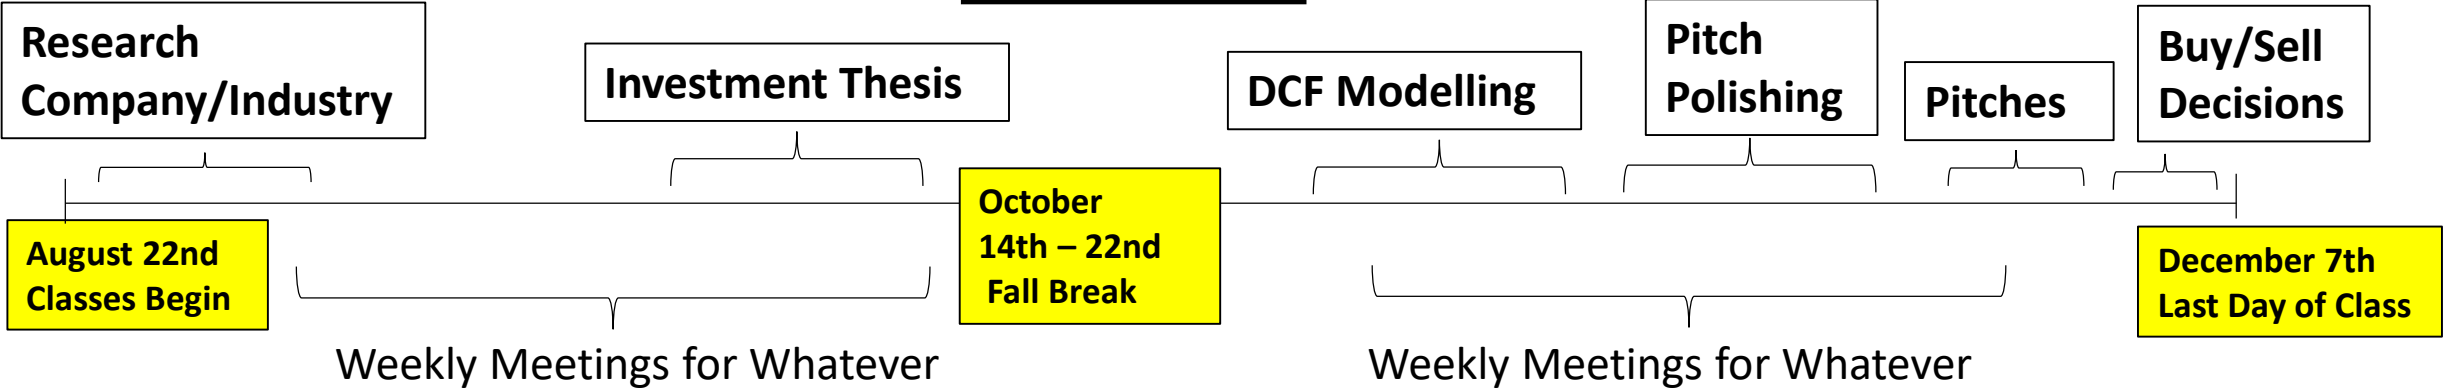 Research
Company/Industry
Investment Thesis
DCF Modelling
Pitch
Polishing
Pitches
Buy/Sell
Decisions
August 22nd
Classes Begin
October
14th – 22nd
Fall Break
December 7th
Last Day of Class
Weekly Meetings for Whatever
Weekly Meetings for Whatever